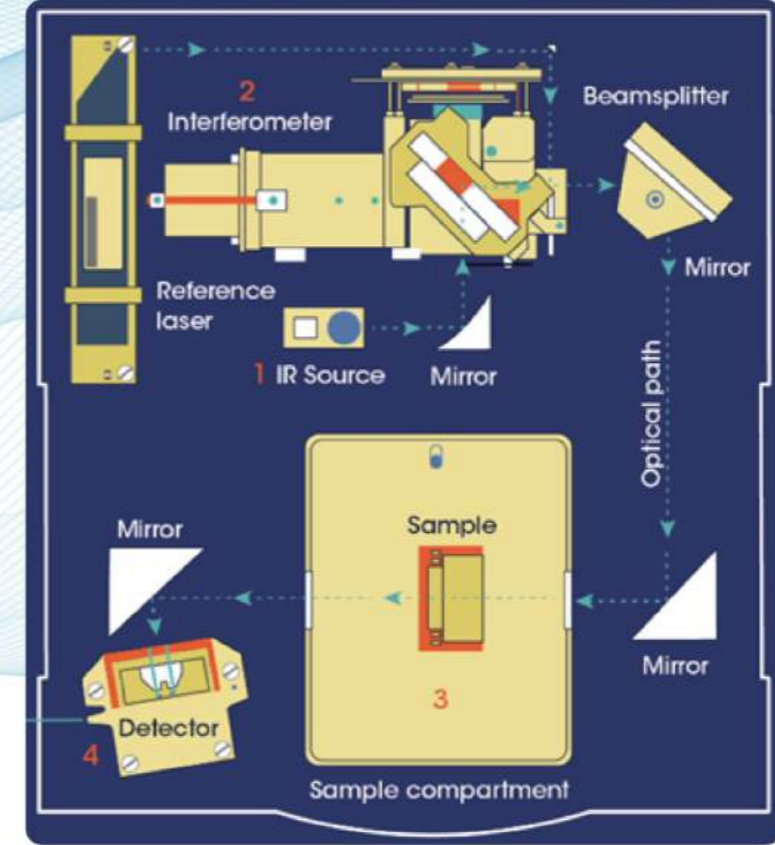 2
Interferometer
Beamsplitter
Reference
laser
Mirror
1 IR Source
Mirror
Optical path
Mirror
Sample
Mirror
3
Detector
4
Sample compartment